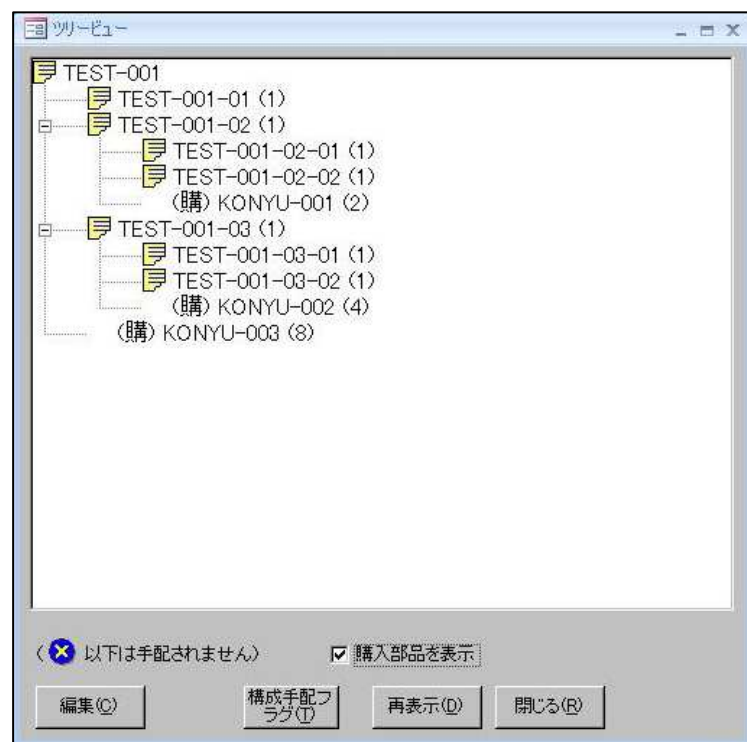 ツリービュー
TEST-001
TEST-001-01 (1)
TEST-001-02 (1)
TEST-001-02-01 (1)
TEST-001-02-02 (1)
(購) KONYU-001 (2)
TEST-001-03 (1)
TEST-001-03-01 (1)
TEST-001-03-02 (1)
(購) KONYU-002 (4)
(購) KONYU-003 (8)
( 以下は手配されません)
購入部品を表示
編集(C)
構成手配フ
ラグ(T)
再表示(D)
閉じる(R)